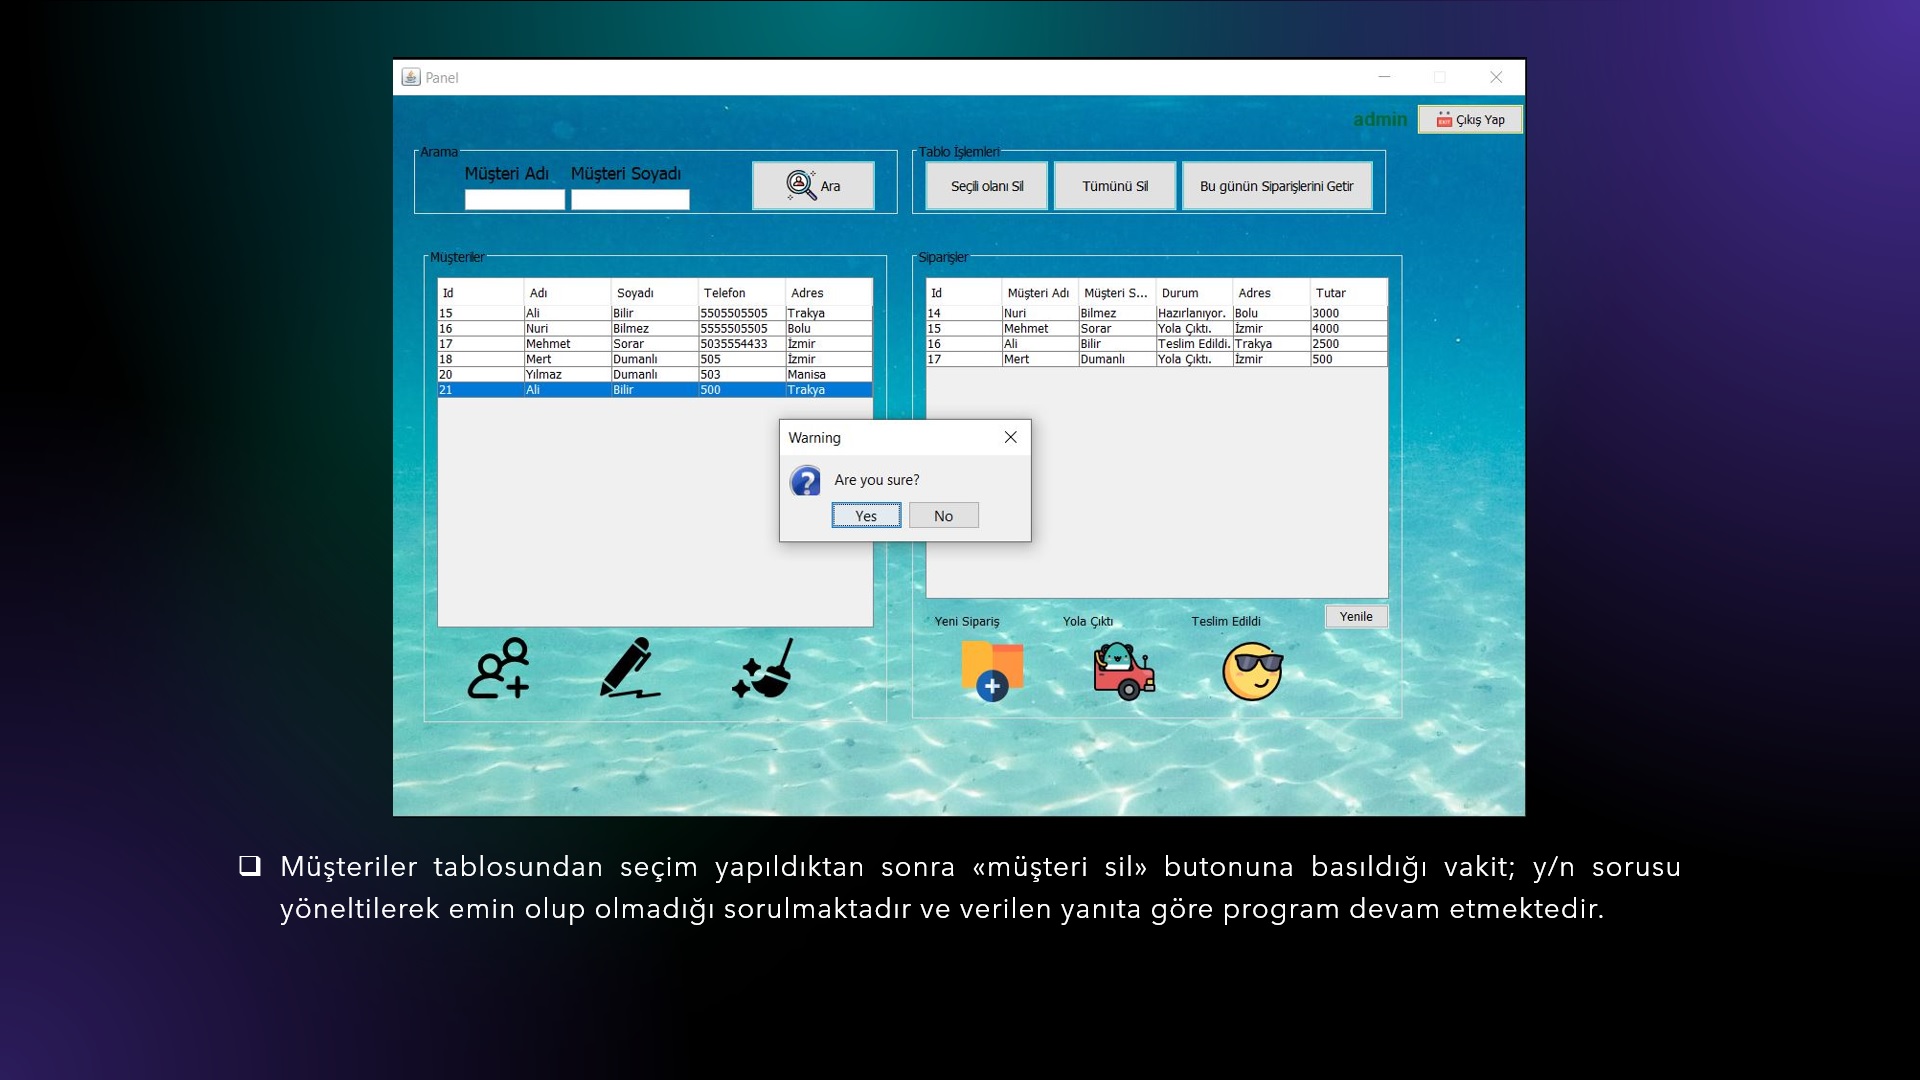 Panel
admin
Çıkış Yap
Arama
Müşteri Adı Müşteri Soyadı
Ara
Tablo İşlemleri
Seçili olanı Sil Tümünü Sil Bu günün Siparişlerini Getir
Müşteriler
Id Adı Soyadı Telefon Adres
15 Ali Bilir 5505505505 Trakya
16 Nuri Bilmez 5555505505 Bolu
17 Mehmet Sorar 5035554433 İzmir
18 Mert Dumanlı 505 İzmir
20 Yılmaz Dumanlı 503 Manisa
21 Ali Bilir 500 Trakya
Siparişler
Id Müşteri Adı Müşteri S... Durum Adres Tutar
14 Nuri Bilmez Hazırlanıyor. Bolu 3000
15 Mehmet Sorar Yola Çıktı. İzmir 4000
16 Ali Bilir Teslim Edildi. Trakya 2500
17 Mert Dumanlı Yola Çıktı. İzmir 500
Warning
Are you sure?
Yes No
Yeni Sipariş Yola Çıktı Teslim Edildi Yenile
Müşteriler tablosundan seçim yapıldıktan sonra «müşteri sil» butonuna basıldığı vakit; y/n sorusu
yöneltilerek emin olup olmadığı sorulmaktadır ve verilen yanıta göre program devam etmektedir.